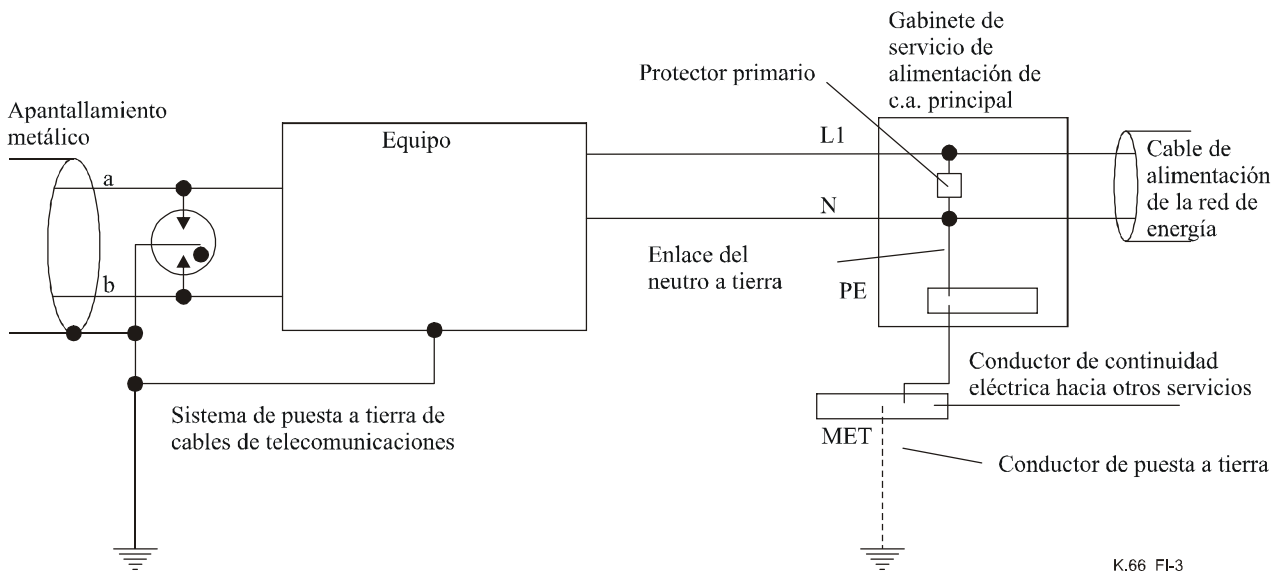 Gabinete de
servicio de
alimentación de
c.a. principal
Protector primario
Apantallamiento
metálico
Equipo
L1
Cable de
alimentación
de la red de
energía
a
N
Enlace del
neutro a tierra
b
PE
Conductor de continuidad
eléctrica hacia otros servicios
Sistema de puesta a tierra de
cables de telecomunicaciones
MET
Conductor de puesta a tierra
K.66_FI-3